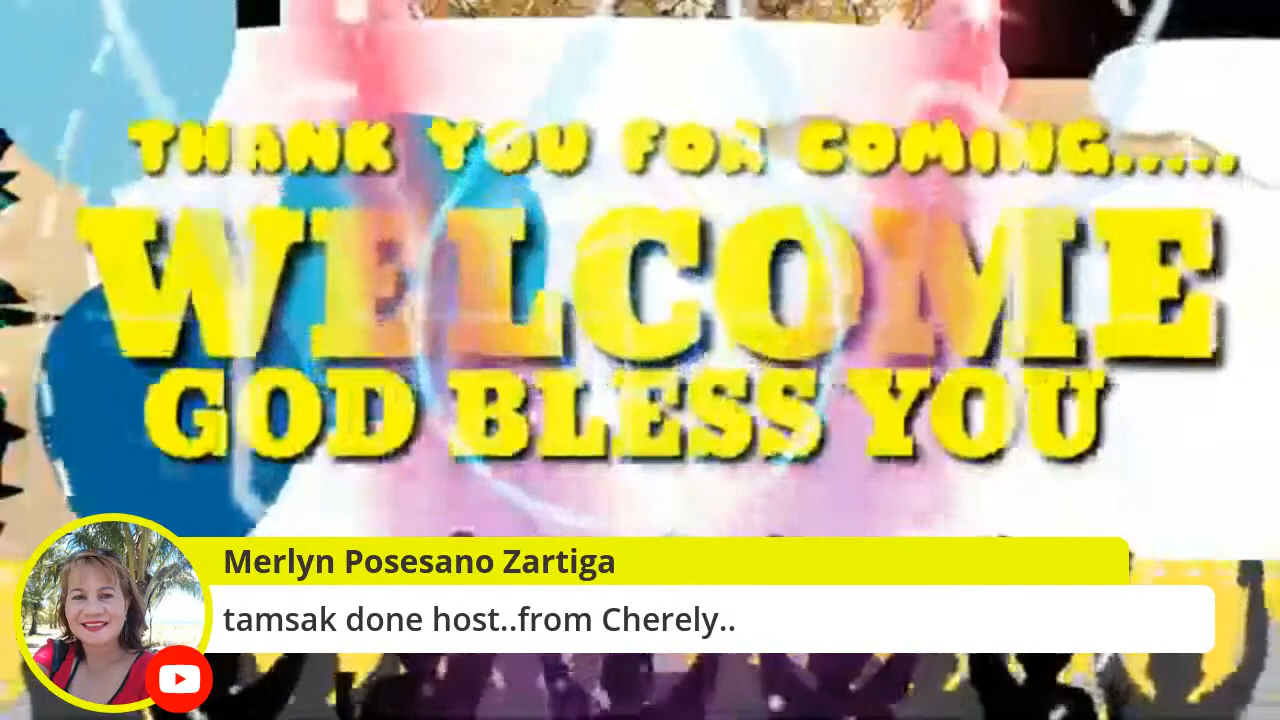 THANK YOU FOR COMING.....
WELCOME
GOD BLESS YOU
Merlyn Posesano Zartiga
tamsak done host..from Cherely..